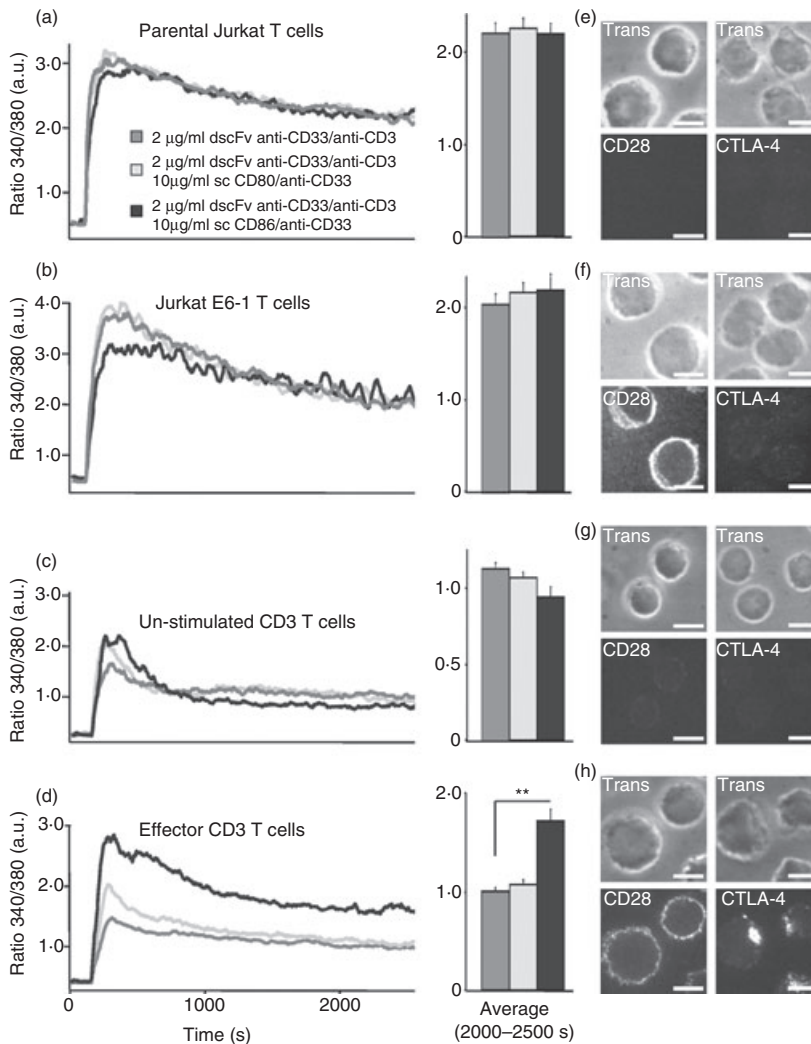 (a)
Parental Jurkat T cells
Ratio 340/380 (a.u.)
3·0
2·0
1·0
2 µg/ml dscFv anti-CD33/anti-CD3
2 µg/ml dscFv anti-CD33/anti-CD3
10µg/ml sc CD80/anti-CD33
2 µg/ml dscFv anti-CD33/anti-CD3
10µg/ml sc CD86/anti-CD33
2·0
1·0
0
(e)
Trans
Trans
CD28
CTLA-4
(b)
Jurkat E6-1 T cells
Ratio 340/380 (a.u.)
4·0
3·0
2·0
1·0
2·0
1·0
0
(f)
Trans
Trans
CD28
CTLA-4
(c)
Un-stimulated CD3 T cells
Ratio 340/380 (a.u.)
3·0
2·0
1·0
1·0
0·5
0
(g)
Trans
Trans
CD28
CTLA-4
(d)
Effector CD3 T cells
Ratio 340/380 (a.u.)
3·0
2·0
1·0
0
1000
2000
Time (s)
2·0
1·0
0
**
Average
(2000–2500 s)
(h)
Trans
Trans
CD28
CTLA-4